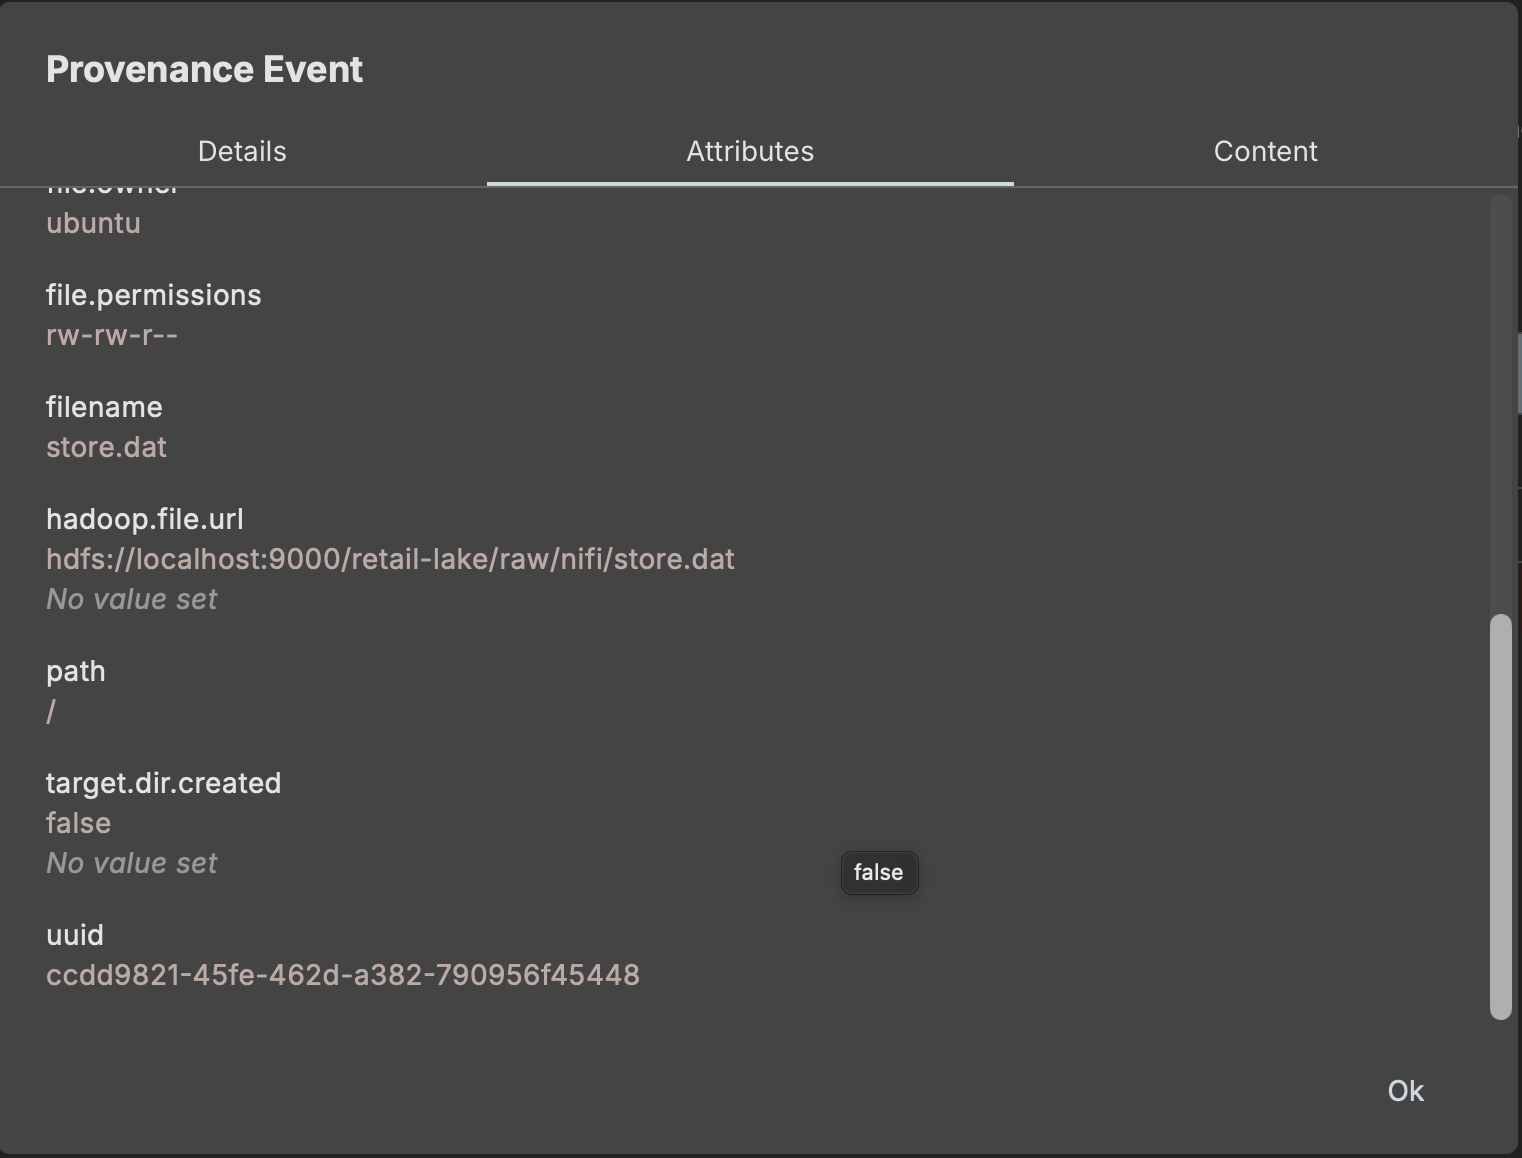 Provenance Event
Details Attributes Content
file.owner
ubuntu
file.permissions
rw-rw-r--
filename
store.dat
hadoop.file.url
hdfs://localhost:9000/retail-lake/raw/nifi/store.dat
No value set
path
/
target.dir.created
false
No value set
false
uuid
ccdd9821-45fe-462d-a382-790956f45448
Ok